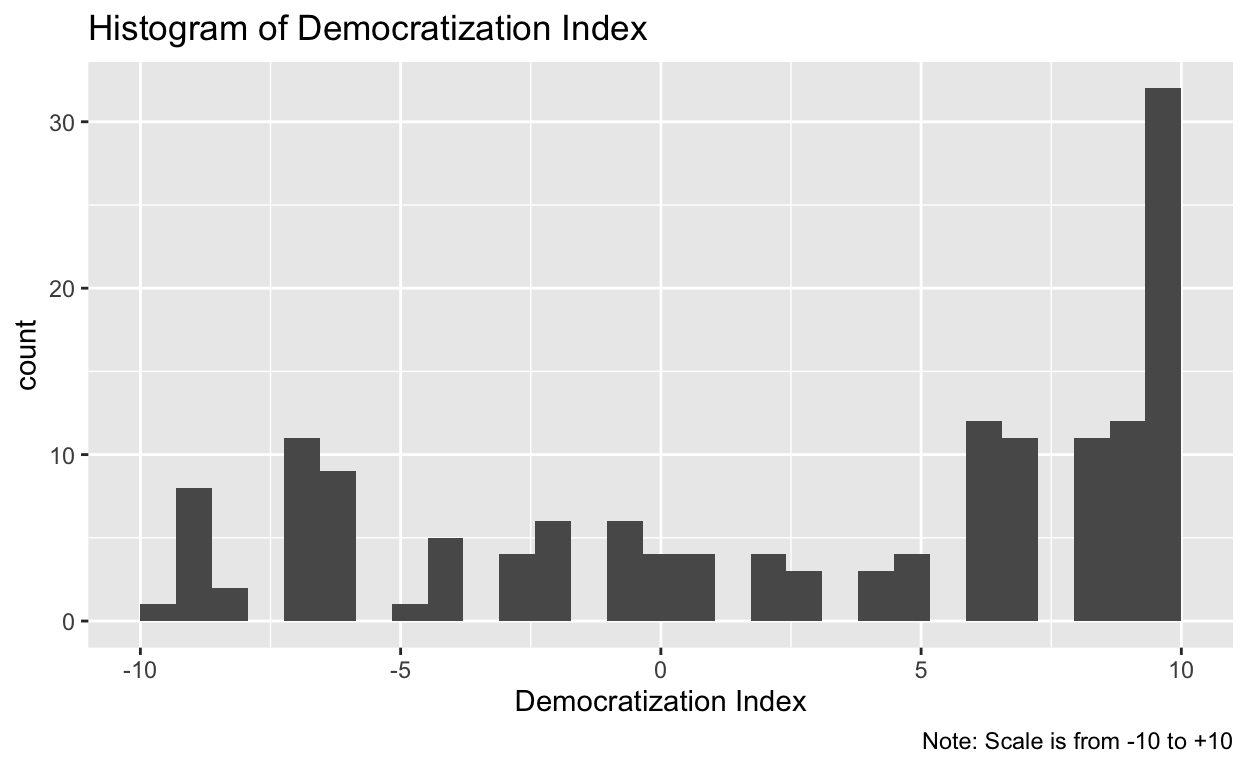 Histogram of Democratization Index
30
20
10
0
count
-10 -5 0 5 10
Democratization Index
Note: Scale is from -10 to +10